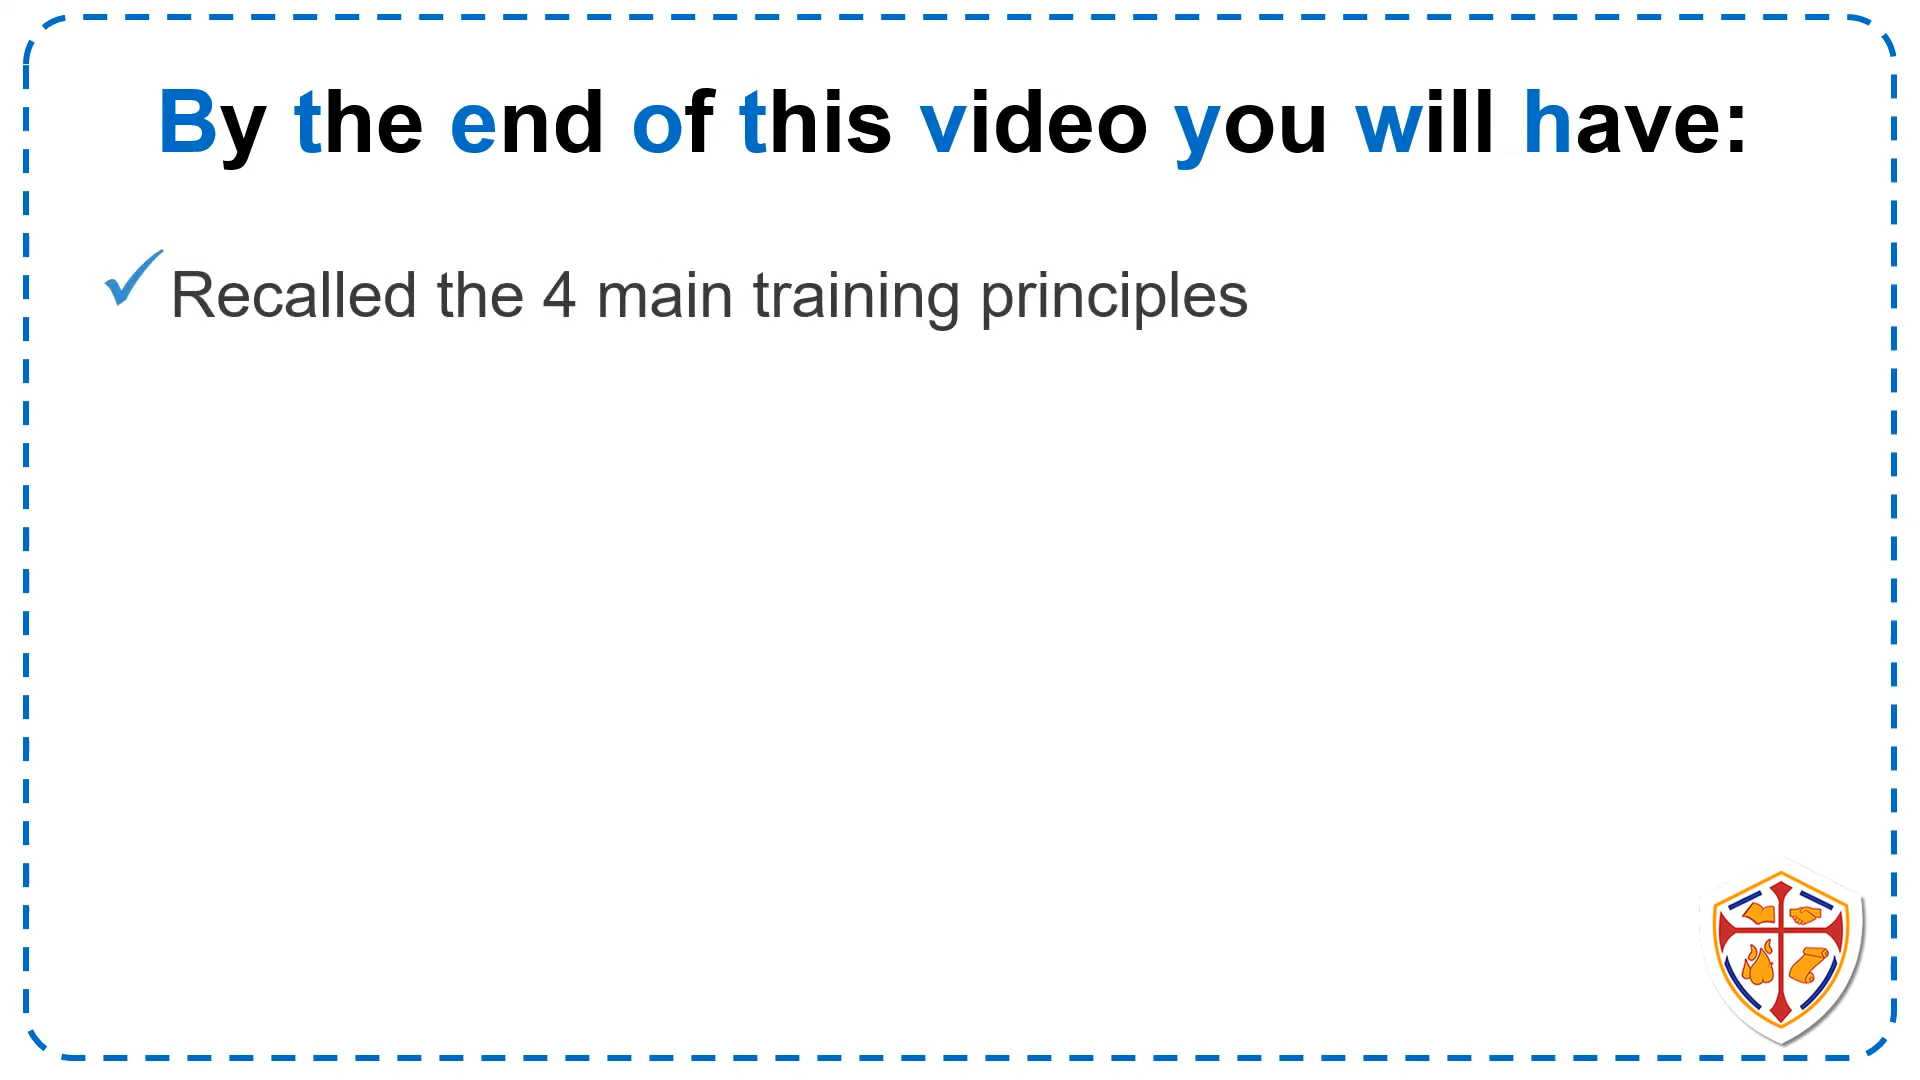 By the end of this video you will have:
Recalled the 4 main training principles